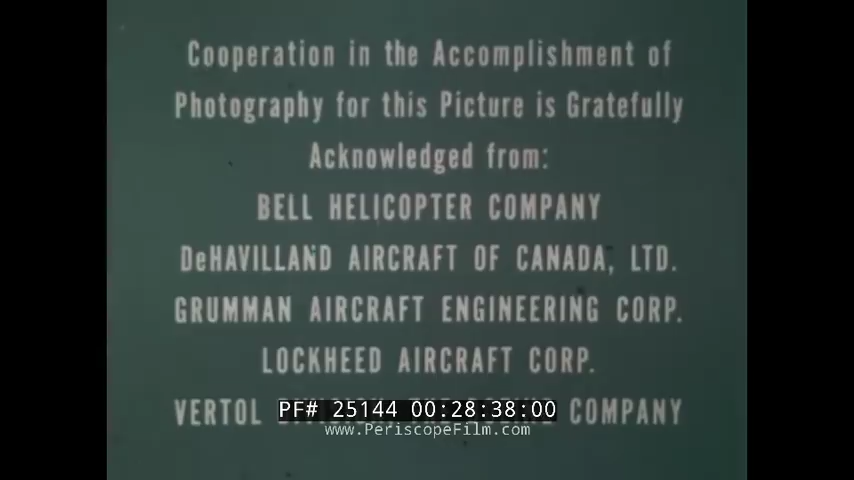 Cooperation in the Accomplishment of
Photography for this Picture is Gratefully
Acknowledged from:
BELL HELICOPTER COMPANY
DeHAVILLAND AIRCRAFT OF CANADA, LTD.
GRUMMAN AIRCRAFT ENGINEERING CORP.
LOCKHEED AIRCRAFT CORP.
VERTOL COMPANY
PF# 25144 00:28:38:00
www.PeriscopeFilm.com